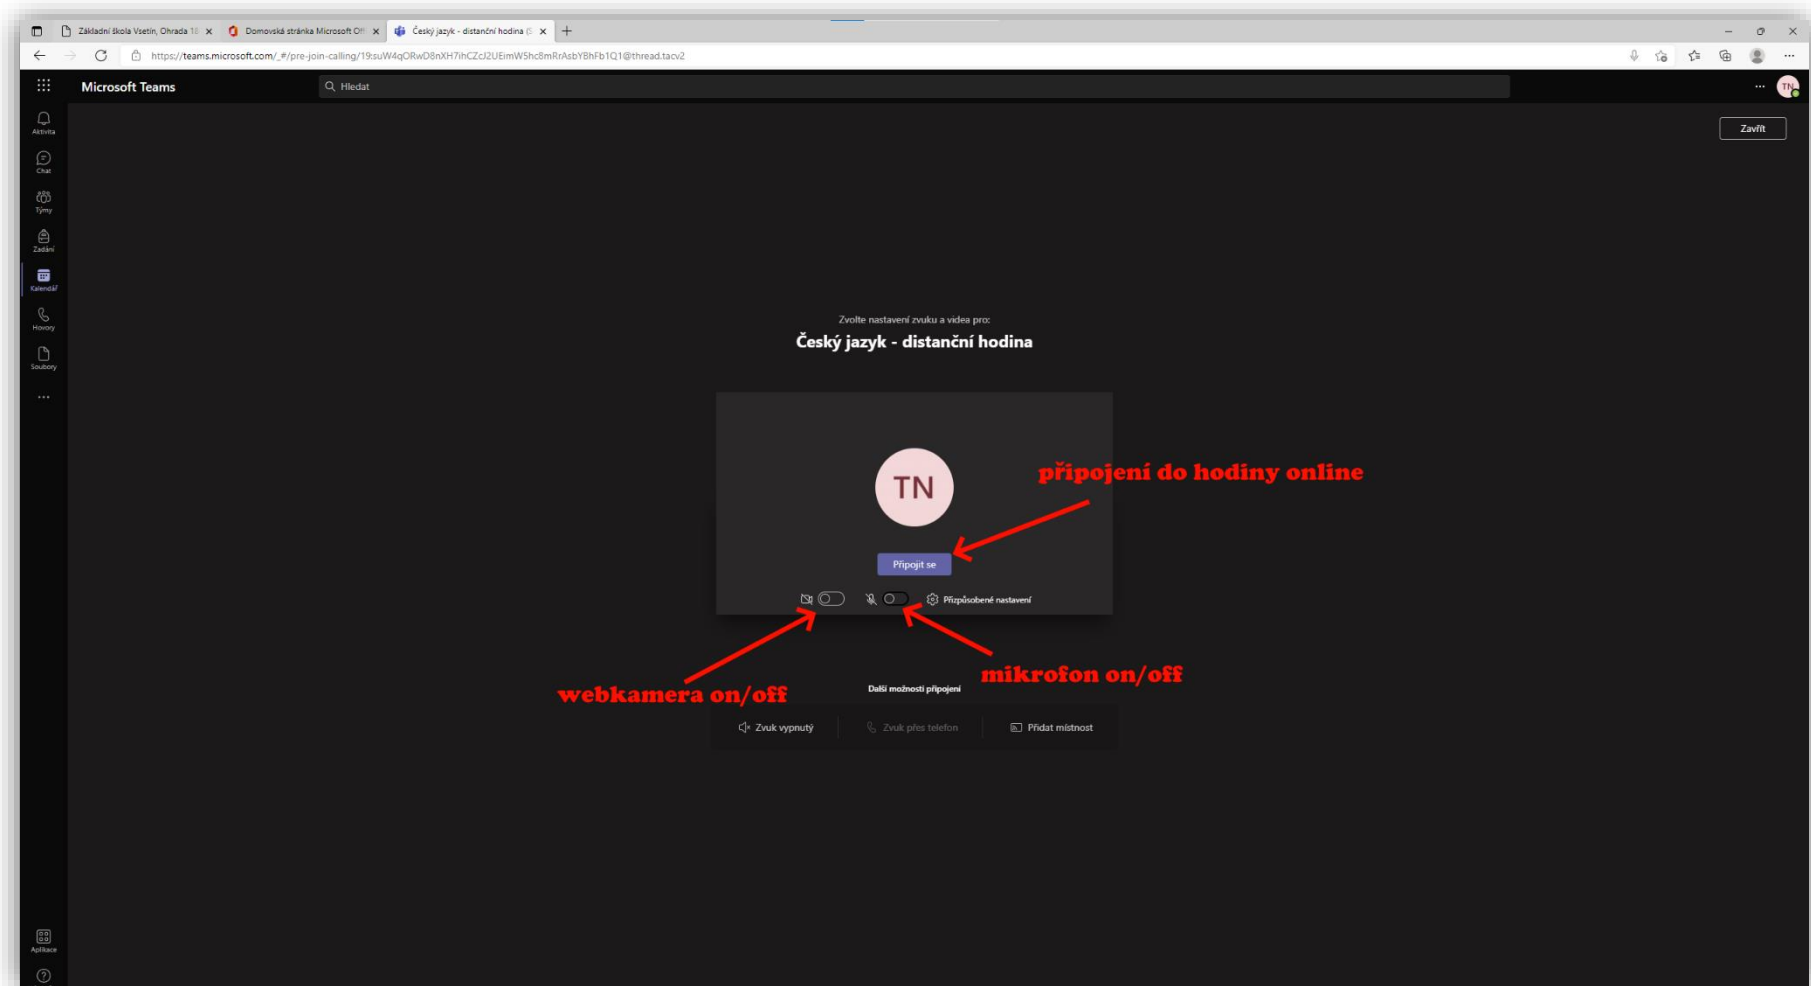 Základní škola Vsetín, Ohrada 18
Domovská stránka Microsoft Off
Český jazyk - distanční hodina (S
https://teams.microsoft.com/_#/pre-join-calling/19:suW4qORwD8nXH7ihCZcJ2UEimW5hc8mRrAsbYBhFb1Q1@thread.tacv2
Microsoft Teams
Hledat
TN
Zavřít
Aktivita
Chat
Týmy
Zadání
Kalendář
Hovory
Soubory
Zvolte nastavení zvuku a videa pro:
Český jazyk - distanční hodina
připojení do hodiny online
TN
Připojit se
Přizpůsobené nastavení
mikrofon on/off
webkamera on/off
Další možnosti připojení
Zvuk vypnutý
Zvuk přes telefon
Přidat místnost
Aplikace